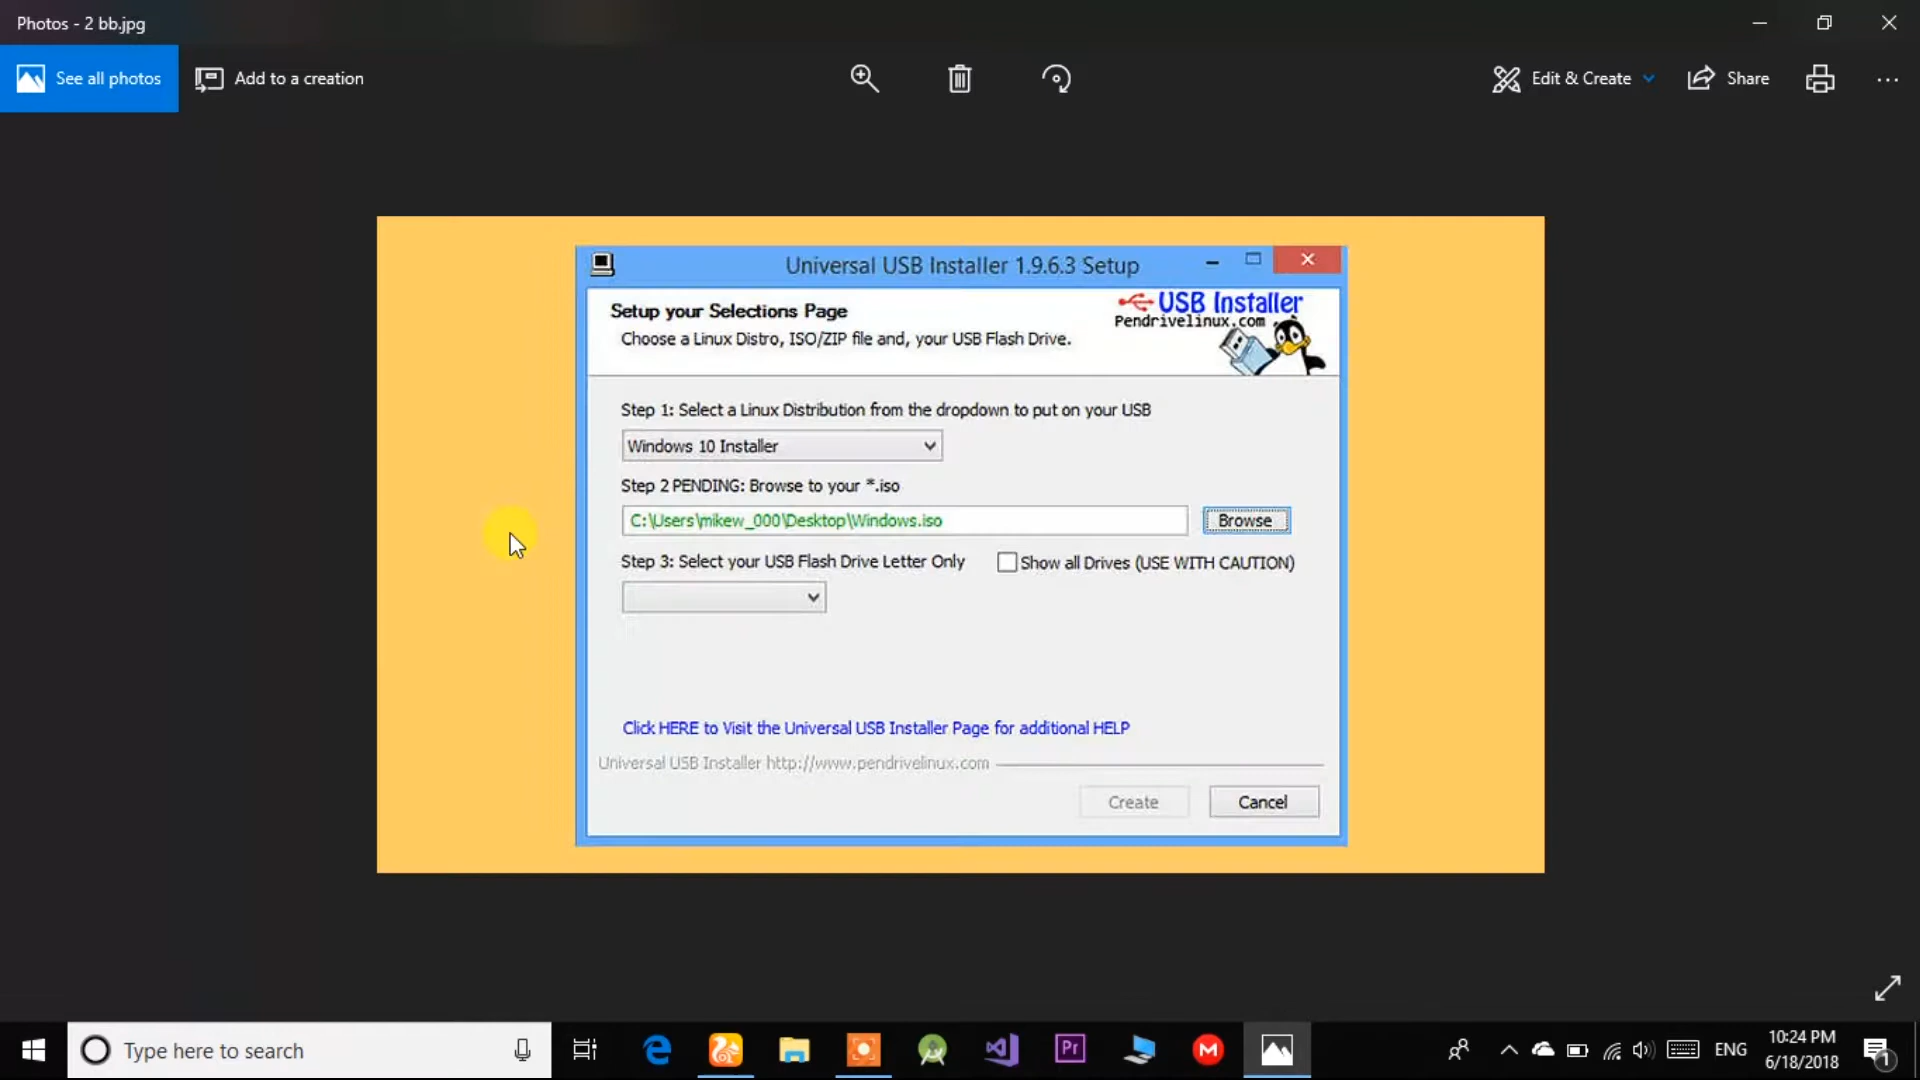 Photos - 2 bb.jpg
See all photos
Add to a creation
Edit & Create
Share
Universal USB Installer 1.9.6.3 Setup
Setup your Selections Page
Choose a Linux Distro, ISO/ZIP file and, your USB Flash Drive.
USB Installer
Pendrivelinux.com
Step 1: Select a Linux Distribution from the dropdown to put on your USB
Windows 10 Installer
Step 2 PENDING: Browse to your *.iso
C:\Users\mikew_000\Desktop\Windows.iso
Browse
Step 3: Select your USB Flash Drive Letter Only
Show all Drives (USE WITH CAUTION)
Click HERE to Visit the Universal USB Installer Page for additional HELP
Universal USB Installer http://www.pendrivelinux.com
Create
Cancel
Type here to search
Pr
M
ENG
10:24 PM
6/18/2018
1